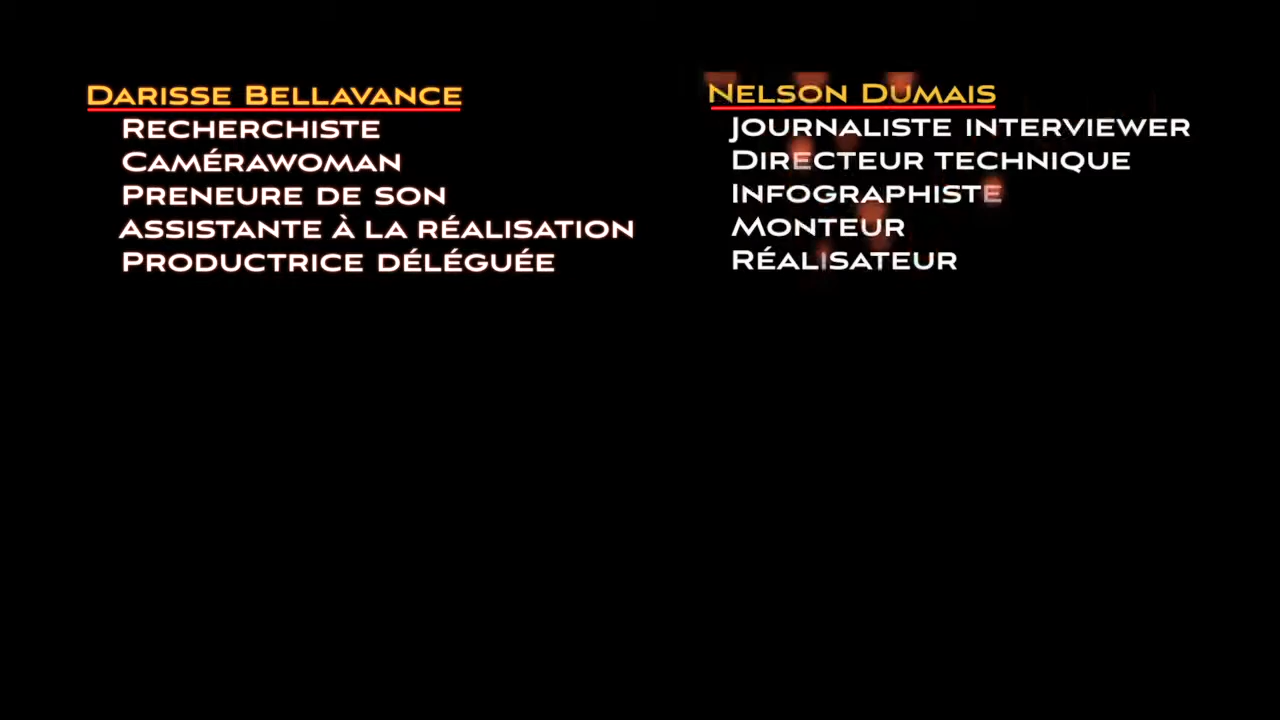 Darisse Bellavance
Recherchiste
Camérawoman
Preneure de son
Assistante à la réalisation
Productrice déléguée
Nelson Dumais
Journaliste interviewer
Directeur technique
Infographiste
Monteur
Réalisateur